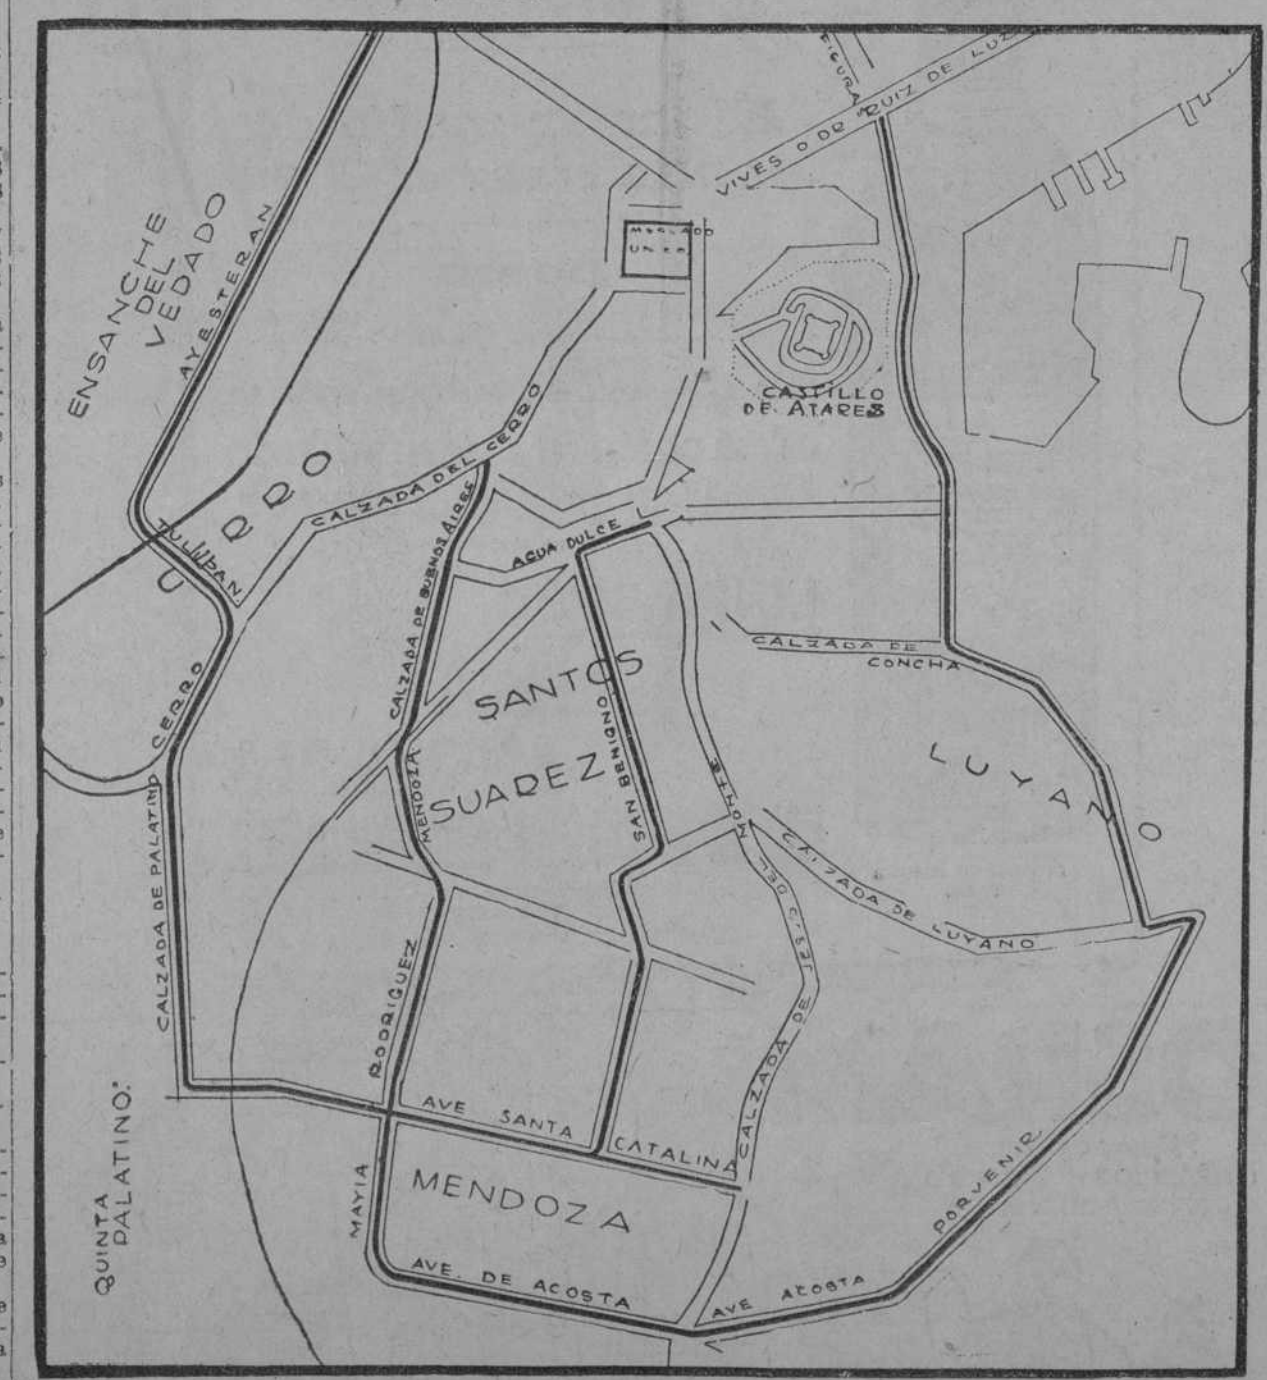 VIVES O DR RUIZ DE LUZ
FIGURA
ENSANCHE
DEL
VEDADO
AYESTERAN
CASTILLO
DE ATARES
CALZADA DEL CERRO
TULIPAN
CALZADA DE BUENOS AIRES
AGUA DULCE
CALZADA DE
CONCHA
CERRO
SANTOS
SUAREZ
SAN BENIGNO
MENDOZA
LUYANO
CALZADA DE PALATINO
CALZADA DE LUYANO
CALZADA DE JESUS DEL MONTE
RODRIGUEZ
AVE SANTA
CATALINA
QUINTA
PALATINO.
MAYIA
MENDOZA
PORVENIR
AVE. DE ACOSTA
AVE ACOSTA